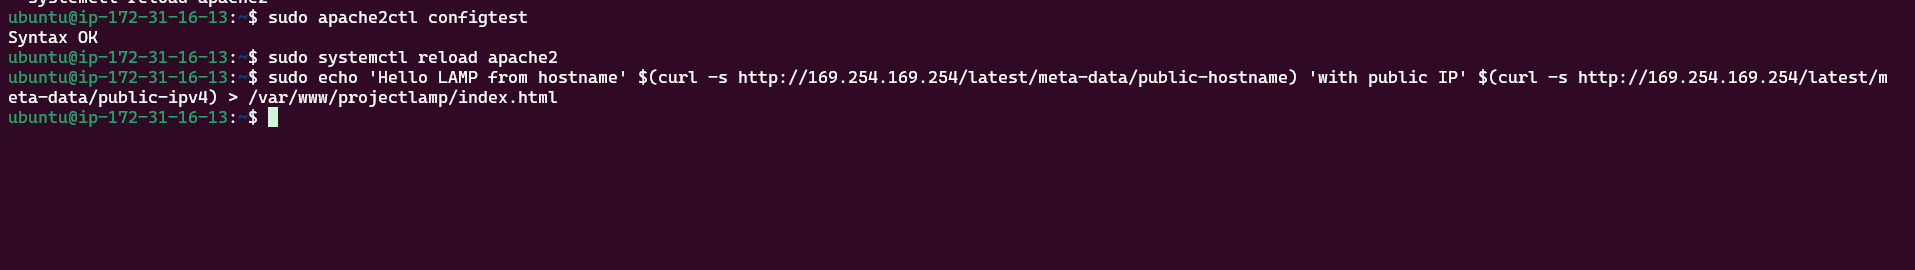 systemctl reload apache2
ubuntu@ip-172-31-16-13:~$ sudo apache2ctl configtest
Syntax OK
ubuntu@ip-172-31-16-13:~$ sudo systemctl reload apache2
ubuntu@ip-172-31-16-13:~$ sudo echo 'Hello LAMP from hostname' $(curl -s http://169.254.169.254/latest/meta-data/public-hostname) 'with public IP' $(curl -s http://169.254.169.254/latest/m
eta-data/public-ipv4) > /var/www/projectlamp/index.html
ubuntu@ip-172-31-16-13:~$